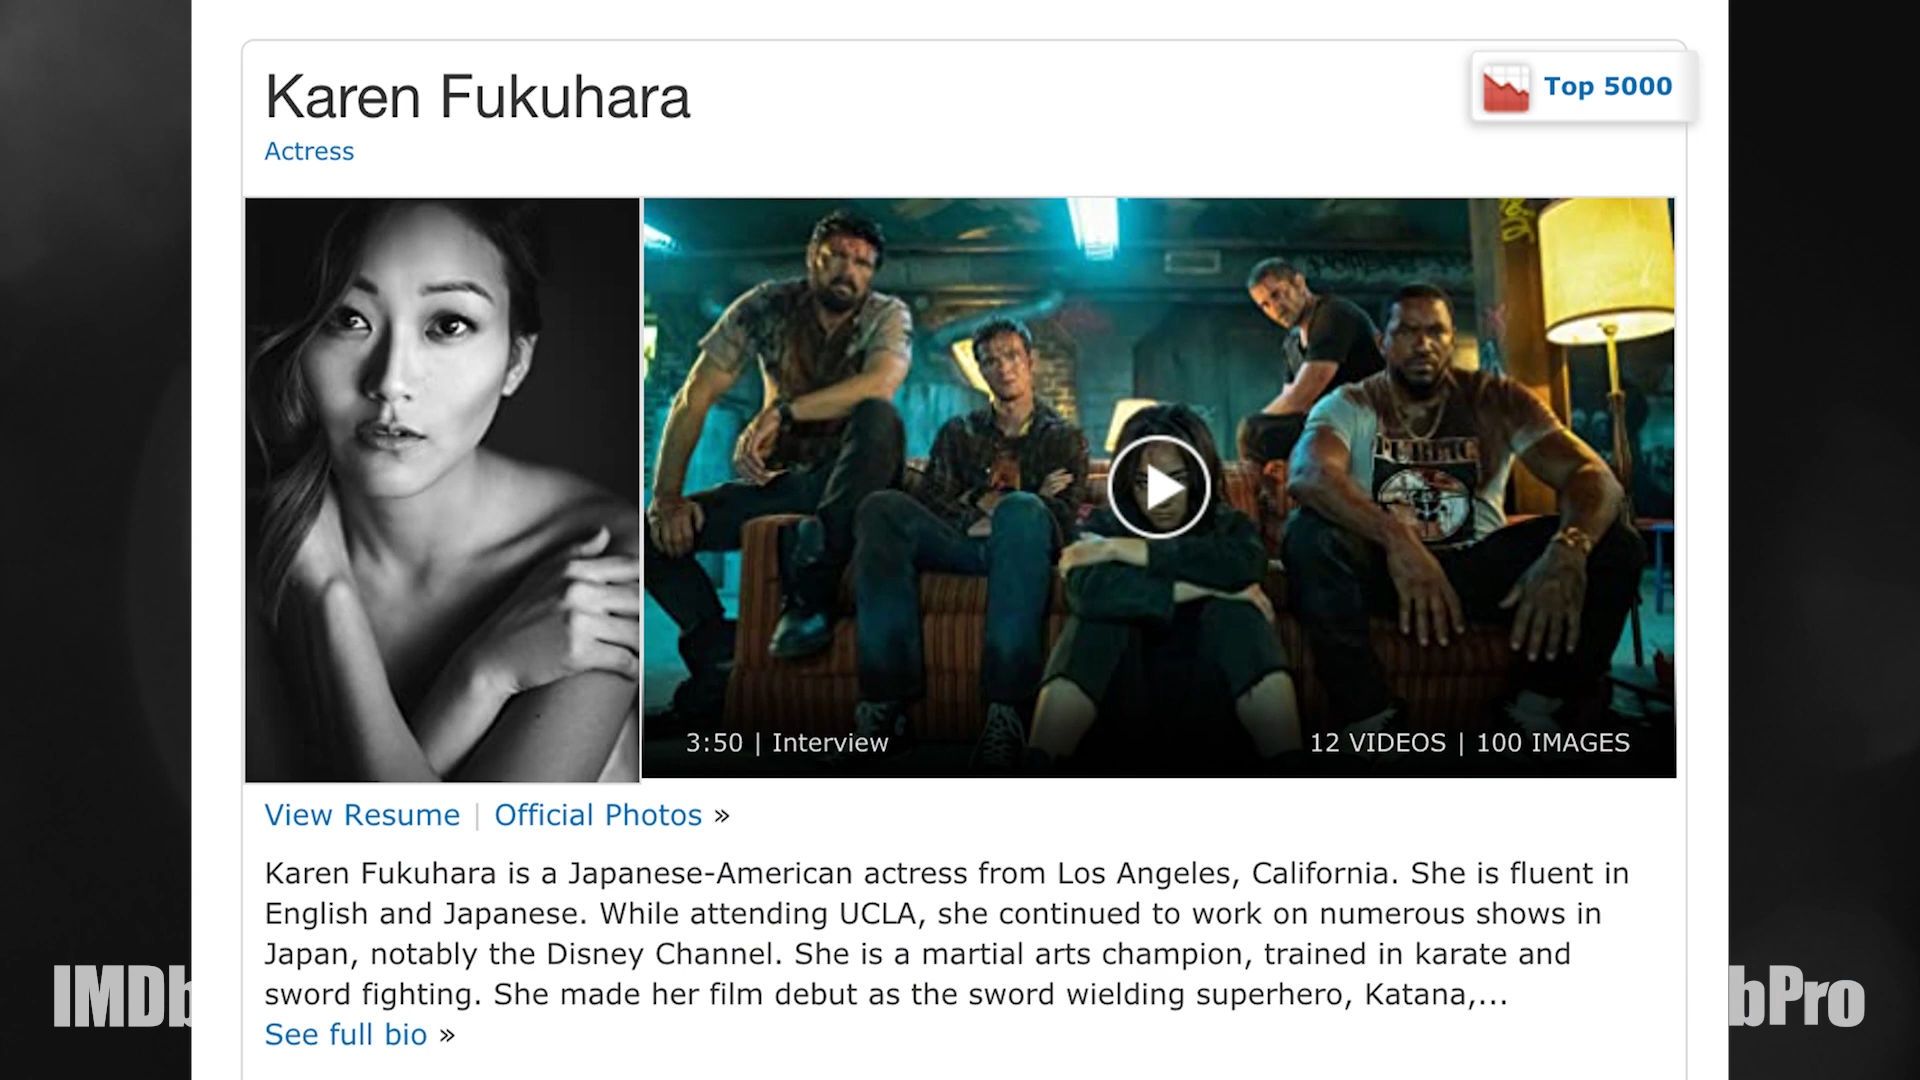 Karen Fukuhara
Top 5000
Actress
3:50 | Interview
12 VIDEOS | 100 IMAGES
View Resume | Official Photos »
Karen Fukuhara is a Japanese-American actress from Los Angeles, California. She is fluent in
English and Japanese. While attending UCLA, she continued to work on numerous shows in
Japan, notably the Disney Channel. She is a martial arts champion, trained in karate and
sword fighting. She made her film debut as the sword wielding superhero, Katana,...
See full bio »
IMDb
bPro